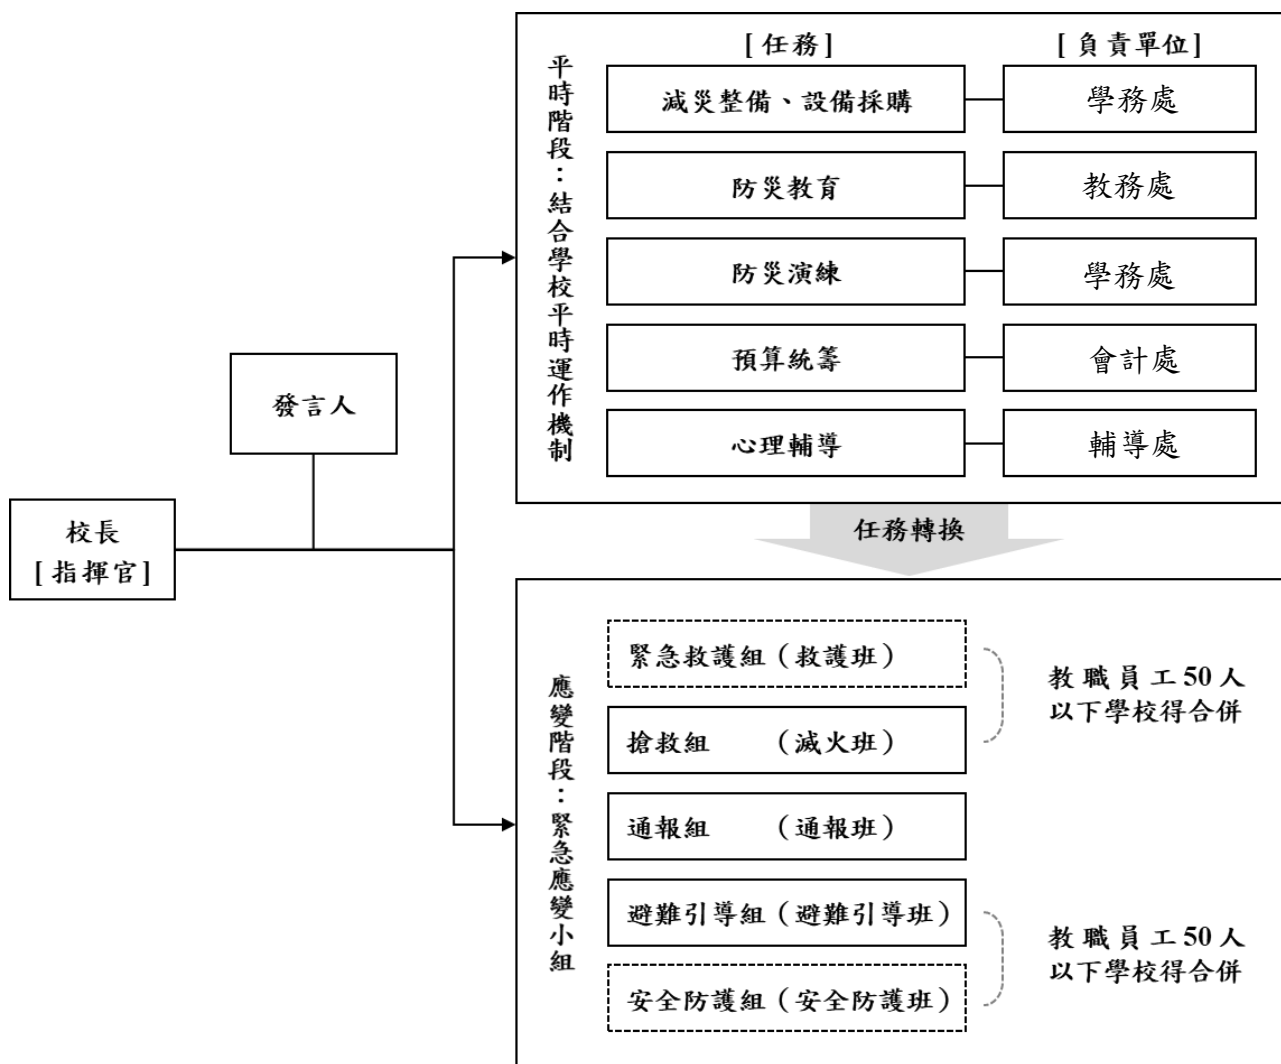 校長
[指揮官]
發言人
平時階段：結合學校平時運作機制
[任務]
[負責單位]
減災整備、設備採購
學務處
防災教育
教務處
防災演練
學務處
預算統籌
會計處
心理輔導
輔導處
任務轉換
應變階段：緊急應變小組
緊急救護組（救護班）
搶救組　　（滅火班）
通報組　　（通報班）
避難引導組（避難引導班）
安全防護組（安全防護班）
教職員工50人
以下學校得合併
教職員工50人
以下學校得合併